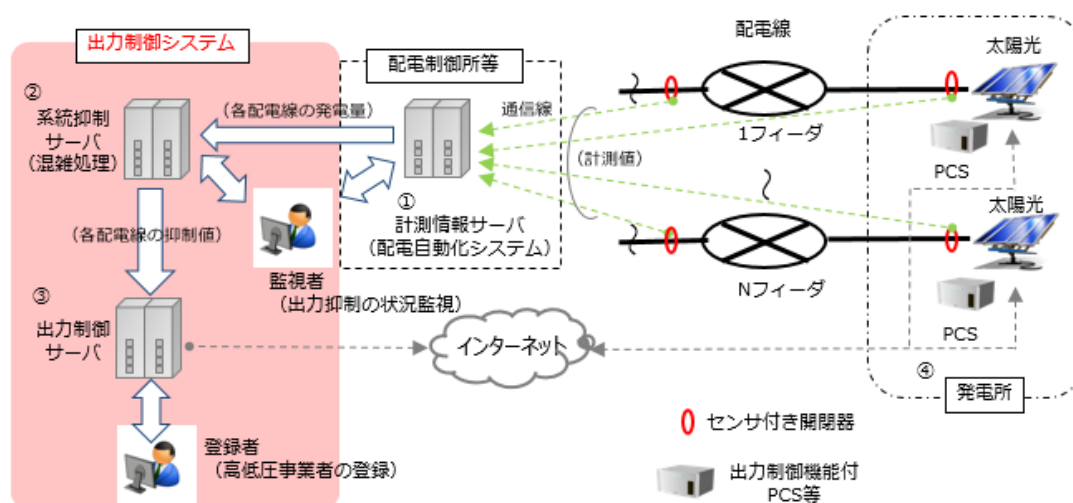 出力制御システム
配電制御所等
配電線
太陽光
②
系統抑制
サーバ
(混雑処理)
(各配電線の発電量)
通信線
(計測値)
1フィーダ
PCS
①
計測情報サーバ
(配電自動化システム)
太陽光
(各配電線の抑制値)
監視者
(出力抑制の状況監視)
Nフィーダ
PCS
③
出力制御
サーバ
インターネット
④
発電所
登録者
(高低圧事業者の登録)
センサ付き開閉器
出力制御機能付
PCS等